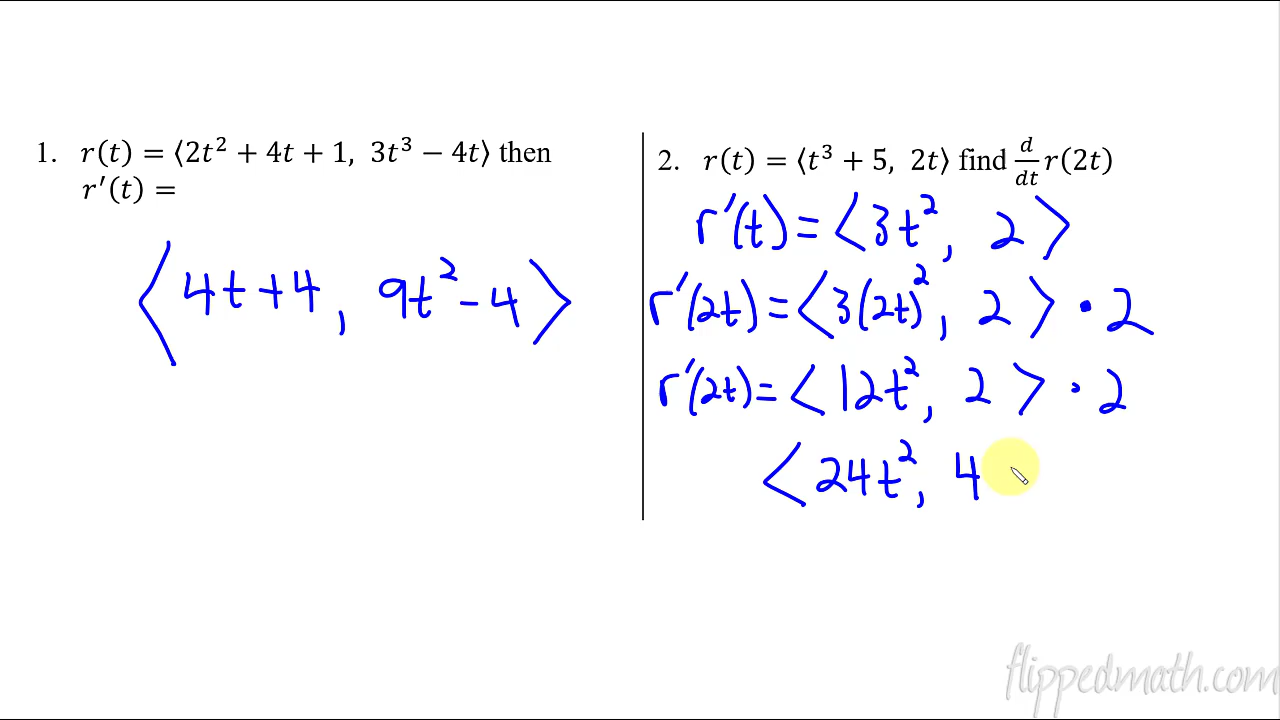 1. r(t) = ⟨2t² + 4t + 1, 3t³ − 4t⟩ then
r′(t) =
⟨4t + 4, 9t² − 4⟩
2. r(t) = ⟨t³ + 5, 2t⟩ find d/dt r(2t)
r′(t) = ⟨3t², 2⟩
r′(2t) = ⟨3(2t)², 2⟩ · 2
r′(2t) = ⟨12t², 2⟩ · 2
⟨24t², 4
flippedmath.com